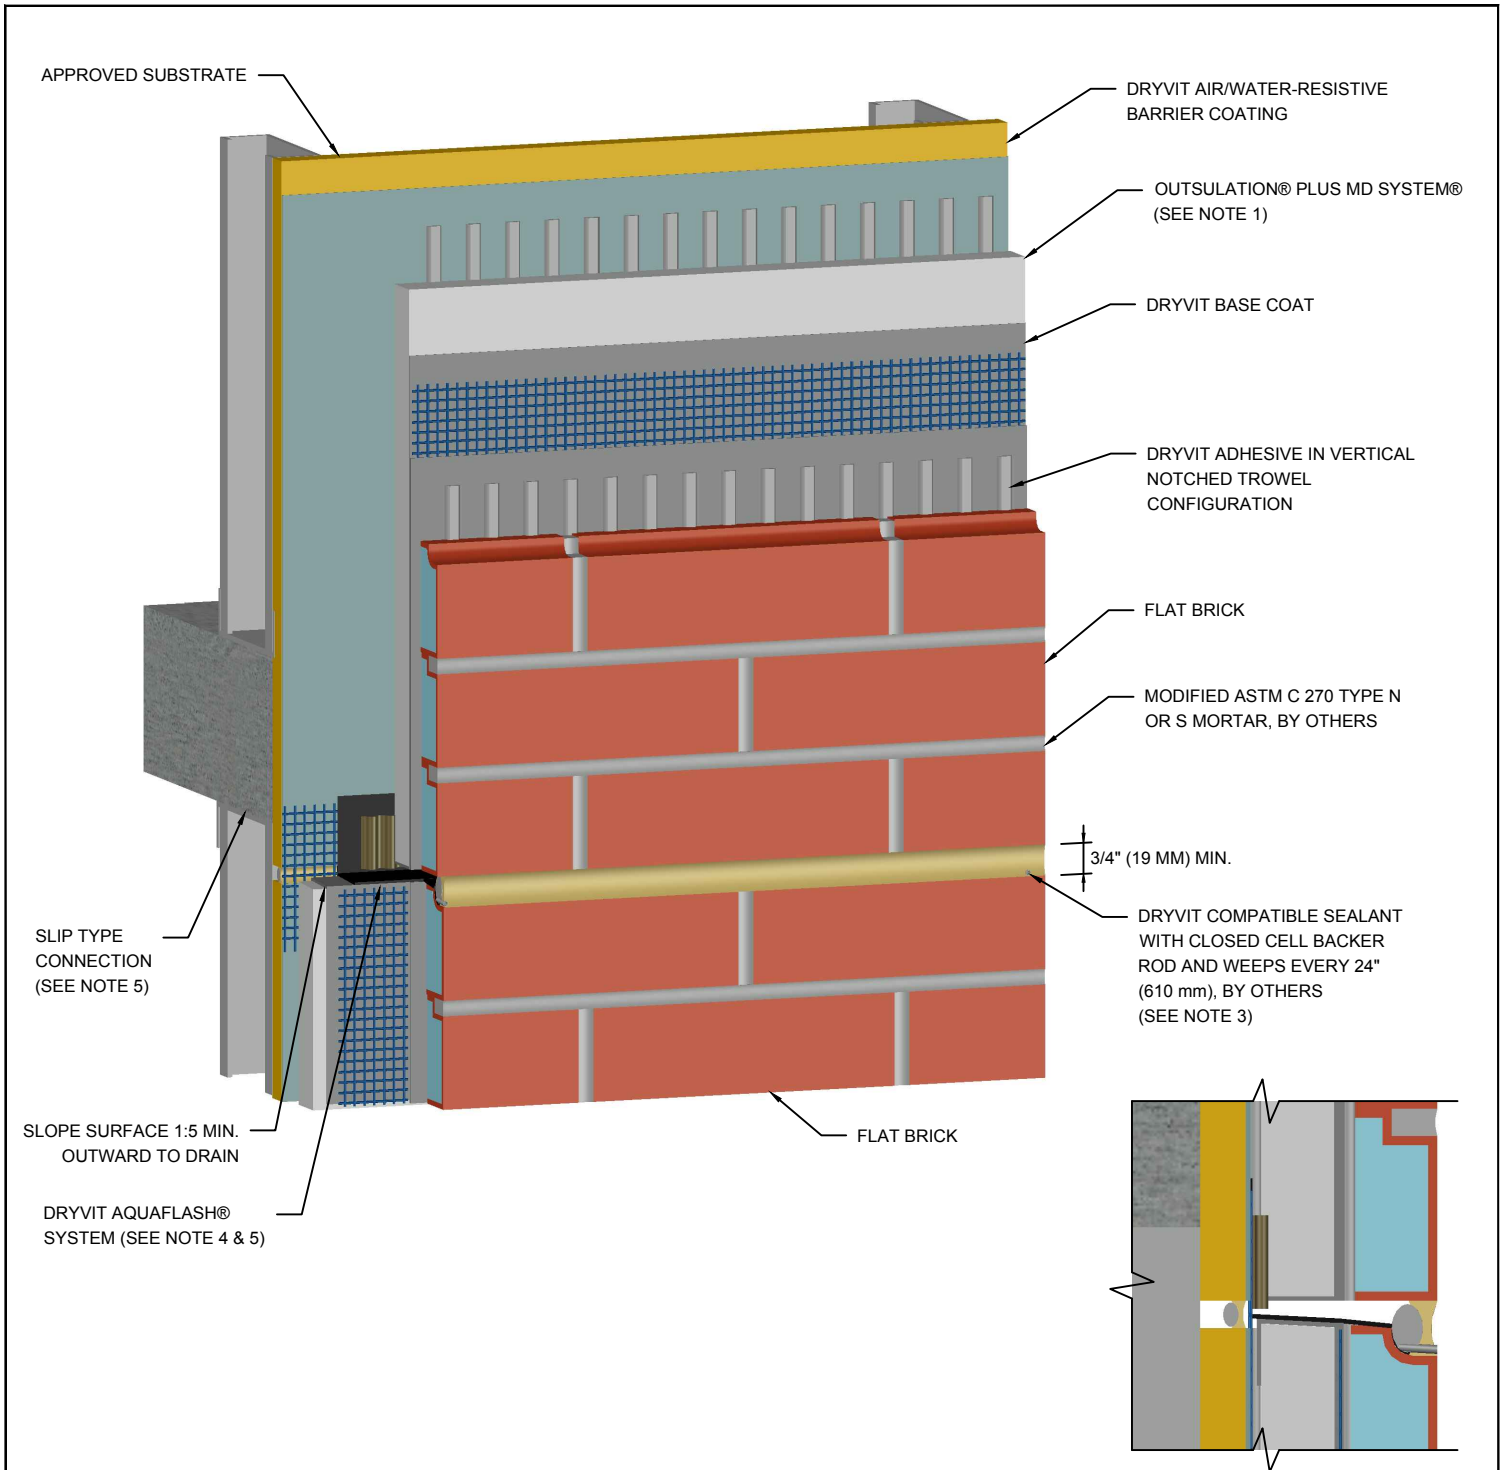 APPROVED SUBSTRATE
DRYVIT AIR/WATER-RESISTIVE
BARRIER COATING
OUTSULATION® PLUS MD SYSTEM®
(SEE NOTE 1)
DRYVIT BASE COAT
DRYVIT ADHESIVE IN VERTICAL
NOTCHED TROWEL
CONFIGURATION
FLAT BRICK
MODIFIED ASTM C 270 TYPE N
OR S MORTAR, BY OTHERS
3/4" (19 MM) MIN.
DRYVIT COMPATIBLE SEALANT
WITH CLOSED CELL BACKER
ROD AND WEEPS EVERY 24"
(610 mm), BY OTHERS
(SEE NOTE 3)
SLIP TYPE
CONNECTION
(SEE NOTE 5)
SLOPE SURFACE 1:5 MIN.
OUTWARD TO DRAIN
FLAT BRICK
DRYVIT AQUAFLASH®
SYSTEM (SEE NOTE 4 & 5)